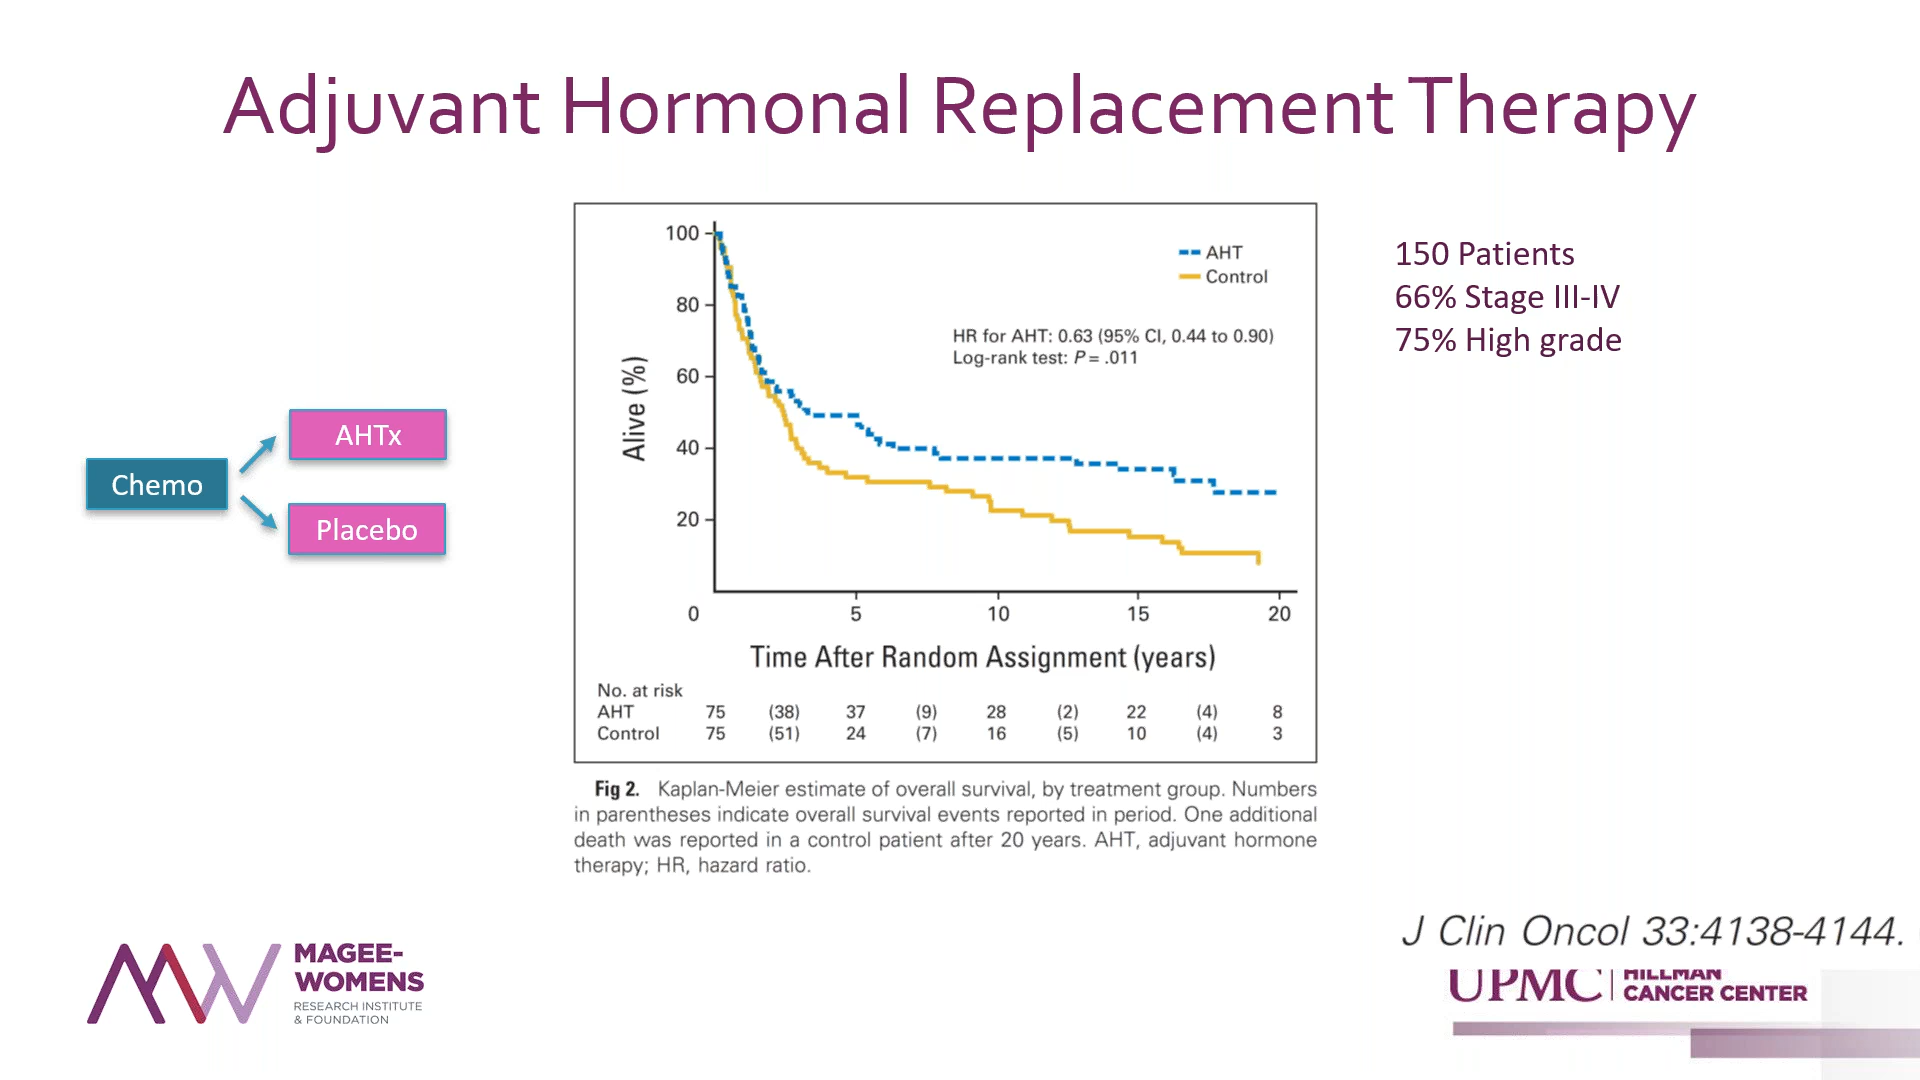 Adjuvant Hormonal Replacement Therapy
100
80
60
40
20
Alive (%)
AHT
Control
HR for AHT: 0.63 (95% CI, 0.44 to 0.90)
Log-rank test: P = .011
0 5 10 15 20
Time After Random Assignment (years)
No. at risk
AHT 75 (38) 37 (9) 28 (2) 22 (4) 8
Control 75 (51) 24 (7) 16 (5) 10 (4) 3
Fig 2. Kaplan-Meier estimate of overall survival, by treatment group. Numbers
in parentheses indicate overall survival events reported in period. One additional
death was reported in a control patient after 20 years. AHT, adjuvant hormone
therapy; HR, hazard ratio.
150 Patients
66% Stage III-IV
75% High grade
Chemo
AHTx
Placebo
J Clin Oncol 33:4138-4144.
MAGEE-
WOMENS
RESEARCH INSTITUTE
& FOUNDATION
UPMC
HILLMAN
CANCER CENTER